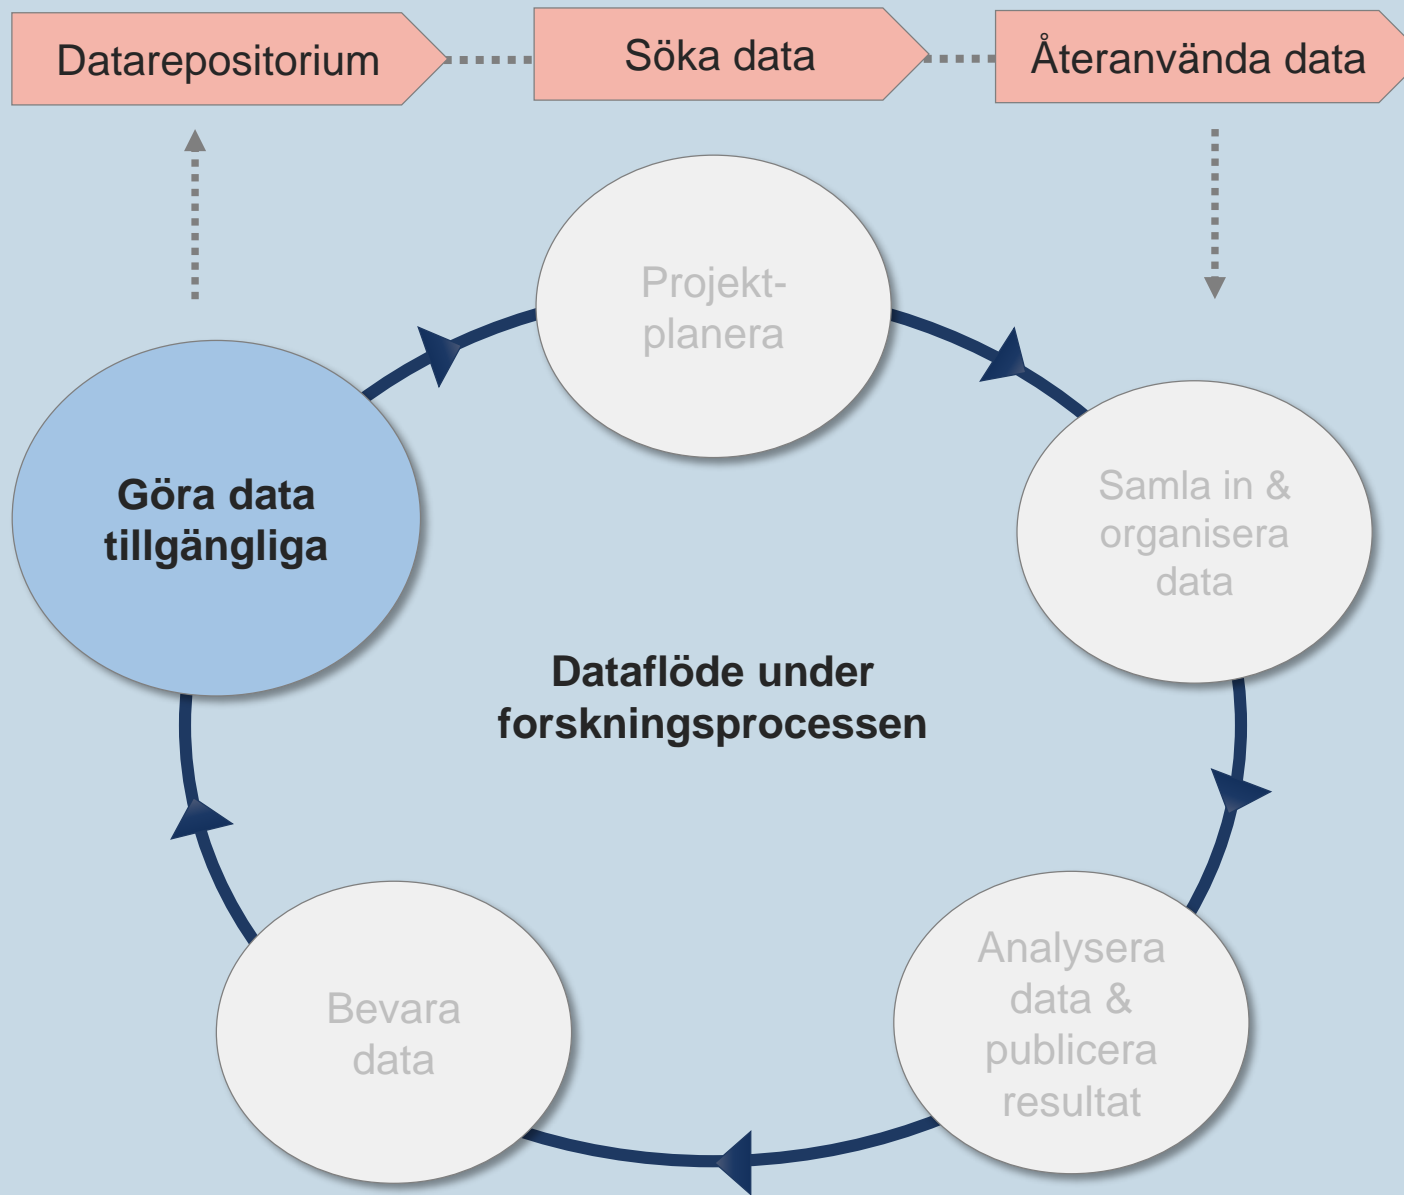 Datarepositorium
Söka data
Återanvända data
Projekt-
planera
Göra data
tillgängliga
Samla in &
organisera
data
Dataflöde under
forskningsprocessen
Analysera
data &
publicera
resultat
Bevara
data